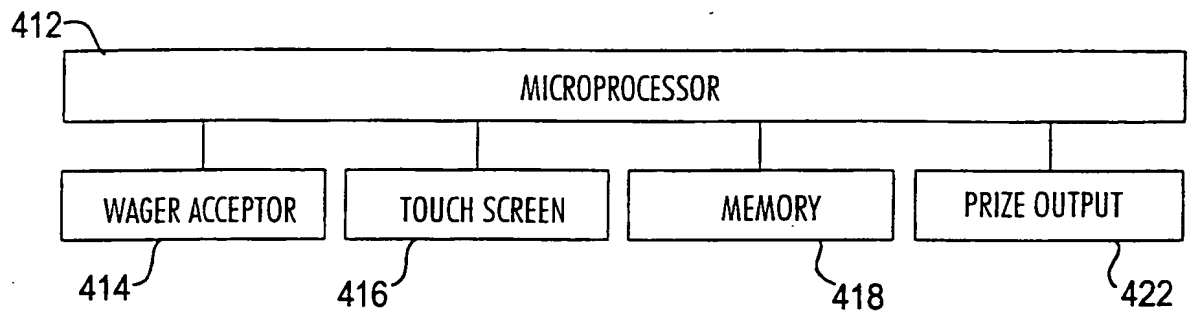 412
MICROPROCESSOR
WAGER ACCEPTOR TOUCH SCREEN MEMORY PRIZE OUTPUT
414 416 418 422